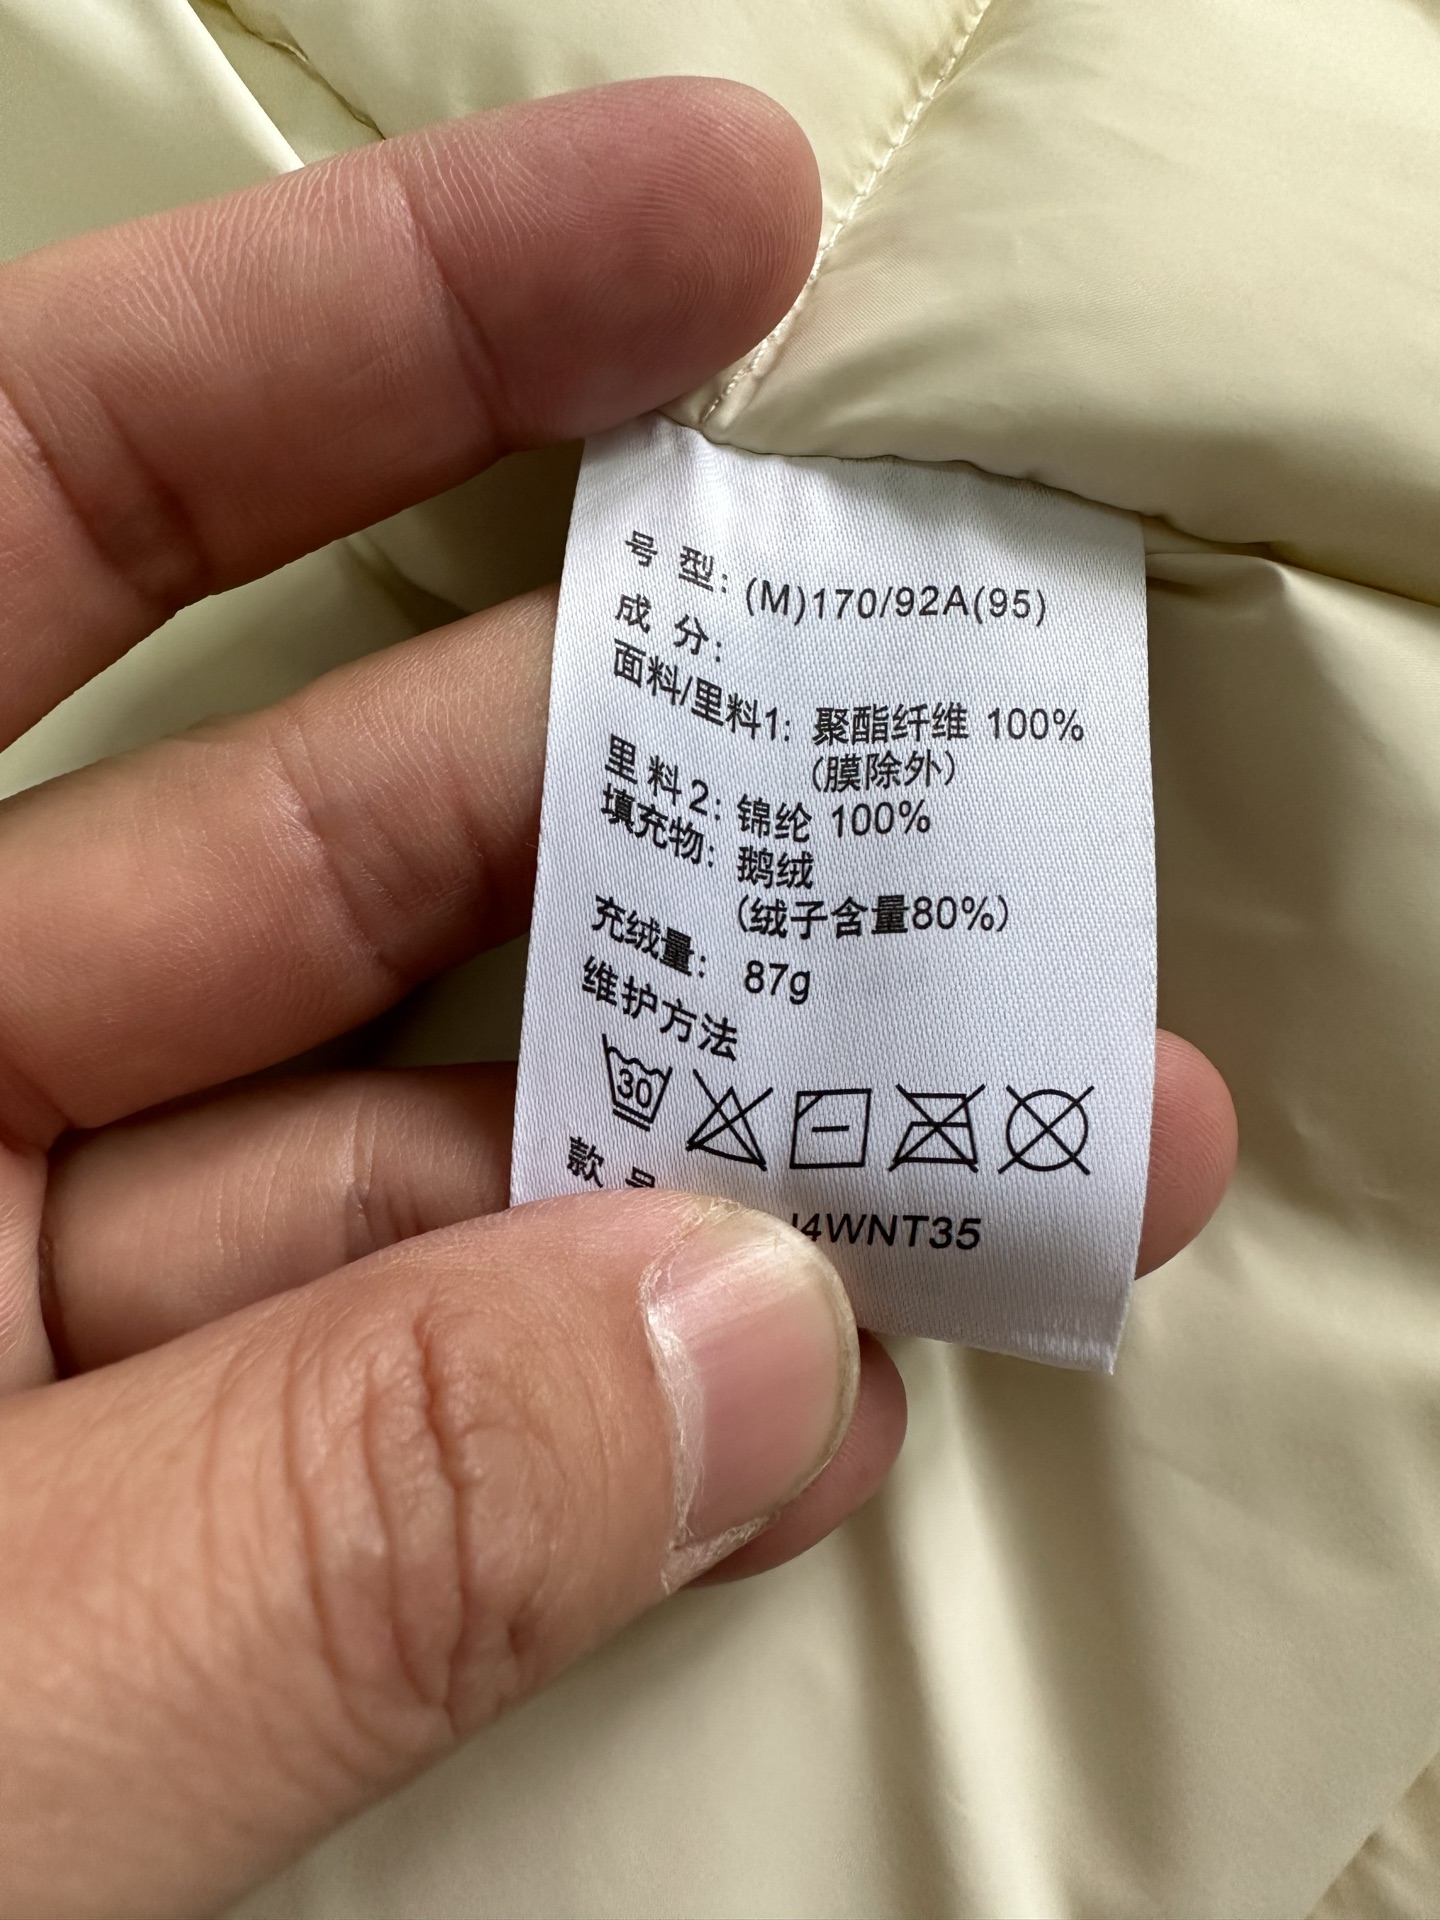 号 型: (M)170/92A(95)
成 分:
面料/里料1: 聚酯纤维 100%
(膜除外)
里 料 2: 锦纶 100%
填充物: 鹅绒
(绒子含量80%)
充绒量: 87g
维护方法
30
款 号
4WNT35